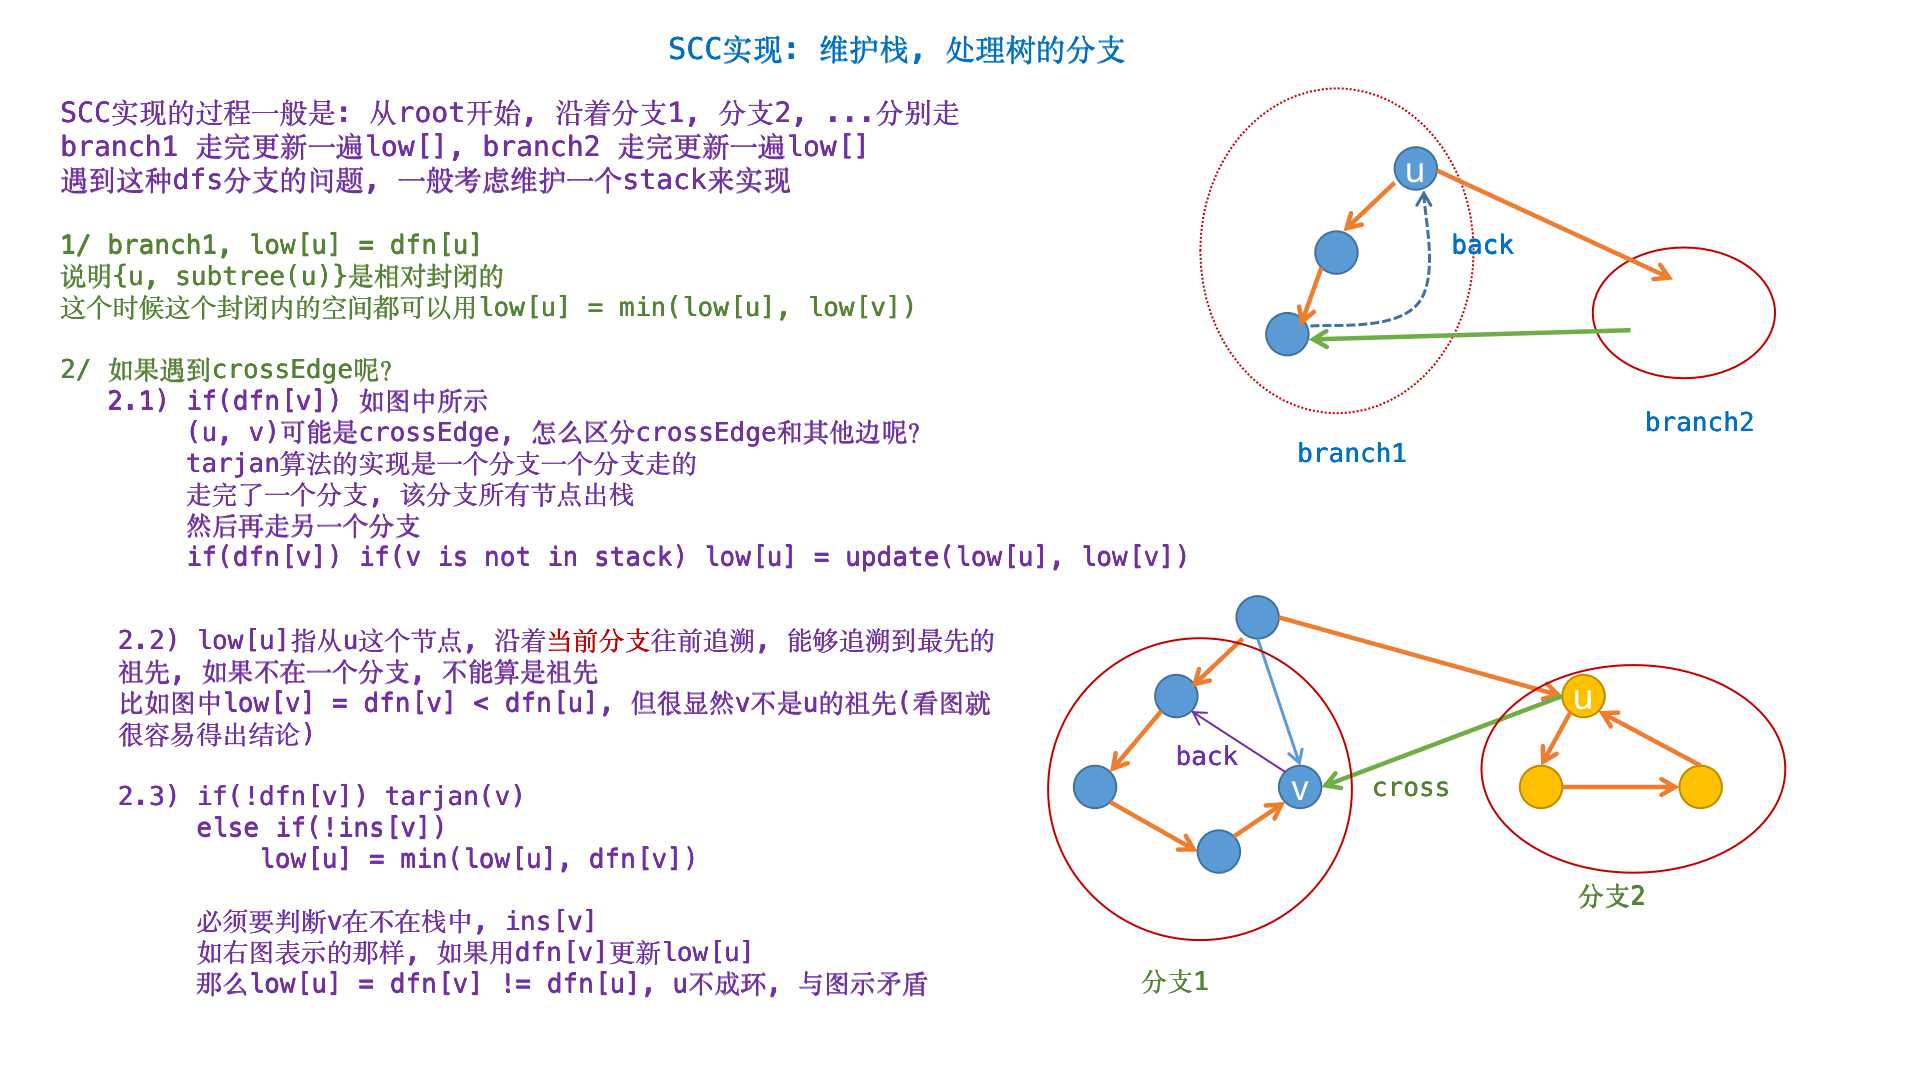 SCC实现: 维护栈, 处理树的分支
SCC实现的过程一般是: 从root开始, 沿着分支1, 分支2, ...分别走
branch1 走完更新一遍low[], branch2 走完更新一遍low[]
遇到这种dfs分支的问题, 一般考虑维护一个stack来实现
1/ branch1, low[u] = dfn[u]
说明{u, subtree(u)}是相对封闭的
这个时候这个封闭内的空间都可以用low[u] = min(low[u], low[v])
2/ 如果遇到crossEdge呢?
2.1) if(dfn[v]) 如图中所示
(u, v)可能是crossEdge, 怎么区分crossEdge和其他边呢?
tarjan算法的实现是一个分支一个分支走的
走完了一个分支, 该分支所有节点出栈
然后再走另一个分支
if(dfn[v]) if(v is not in stack) low[u] = update(low[u], low[v])
2.2) low[u]指从u这个节点, 沿着当前分支往前追溯, 能够追溯到最先的
祖先, 如果不在一个分支, 不能算是祖先
比如图中low[v] = dfn[v] < dfn[u], 但很显然v不是u的祖先(看图就
很容易得出结论)
2.3) if(!dfn[v]) tarjan(v)
else if(!ins[v])
low[u] = min(low[u], dfn[v])
必须要判断v在不在栈中, ins[v]
如右图表示的那样, 如果用dfn[v]更新low[u]
那么low[u] = dfn[v] != dfn[u], u不成环, 与图示矛盾
u
back
branch2
branch1
u
back
v
cross
分支2
分支1